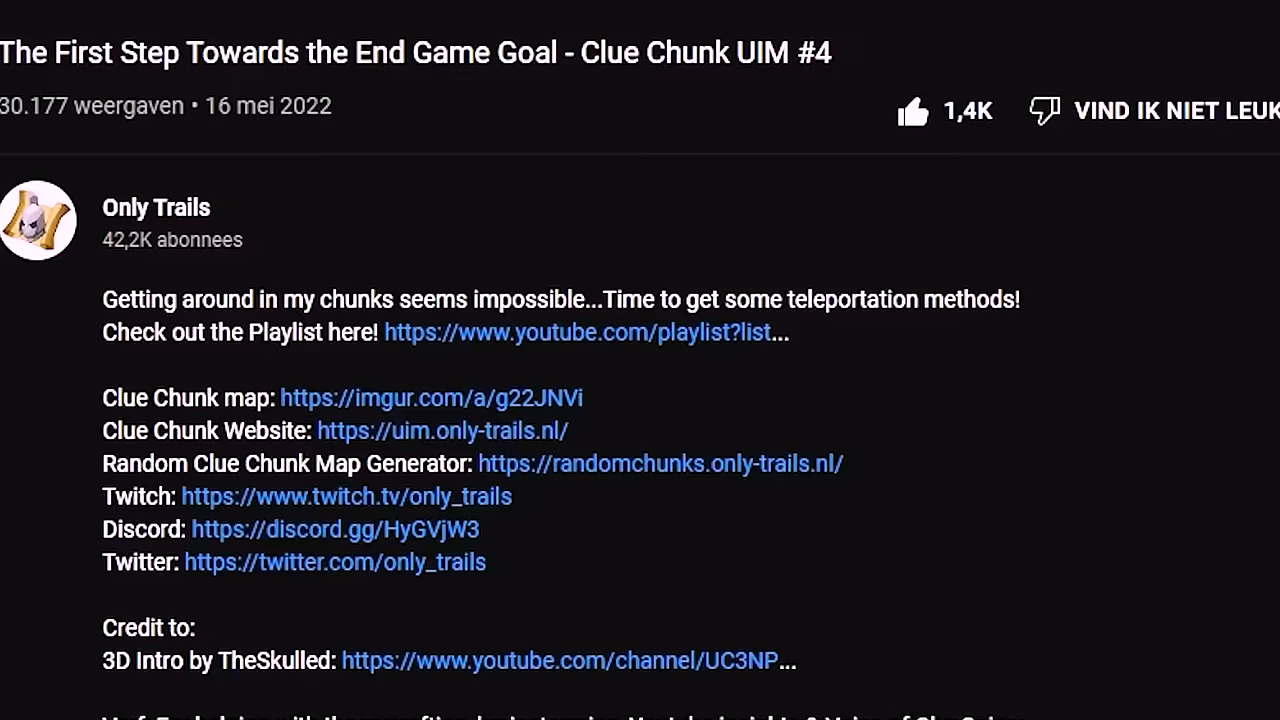 The First Step Towards the End Game Goal - Clue Chunk UIM #4
30.177 weergaven • 16 mei 2022
1,4K VIND IK NIET LEUK
Only Trails
42,2K abonnees
Getting around in my chunks seems impossible...Time to get some teleportation methods!
Check out the Playlist here! https://www.youtube.com/playlist?list...
Clue Chunk map: https://imgur.com/a/g22JNVi
Clue Chunk Website: https://uim.only-trails.nl/
Random Clue Chunk Map Generator: https://randomchunks.only-trails.nl/
Twitch: https://www.twitch.tv/only_trails
Discord: https://discord.gg/HyGVjW3
Twitter: https://twitter.com/only_trails
Credit to:
3D Intro by TheSkulled: https://www.youtube.com/channel/UC3NP...